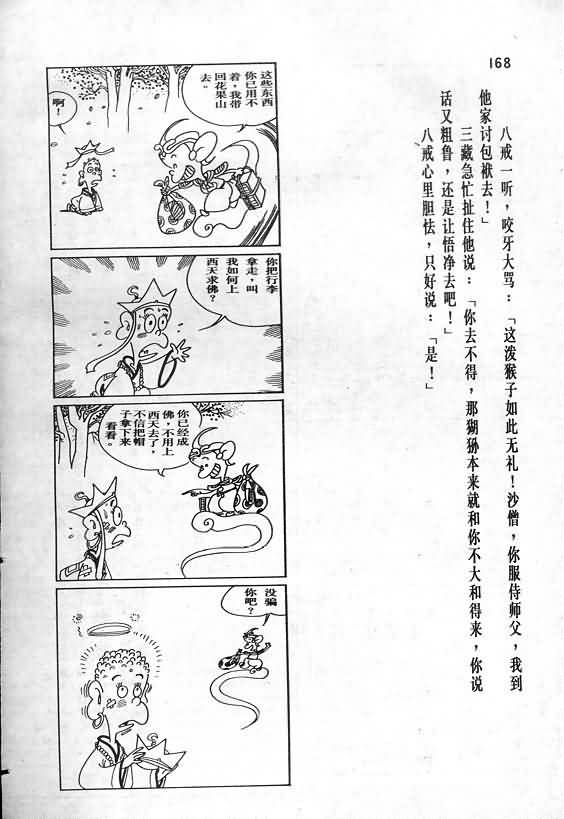 168
八戒一听，咬牙大骂：「这泼猴子如此无礼！沙僧，你服侍师父，我到
他家讨包袱去！」
三藏急忙扯住他说：「你去不得，那猢狲本来就和你不大和得来，你说
话又粗鲁，还是让悟净去吧！」
八戒心里胆怯，只好说：「是！」
这些东西
你已用不
着，我带
回花果山
去。
啊！
你把行李
拿走，叫
我如何上
西天求佛？
你已经成
佛，不用上
西天去了，
不信把帽
子拿下来
看看。
没骗
你吧？